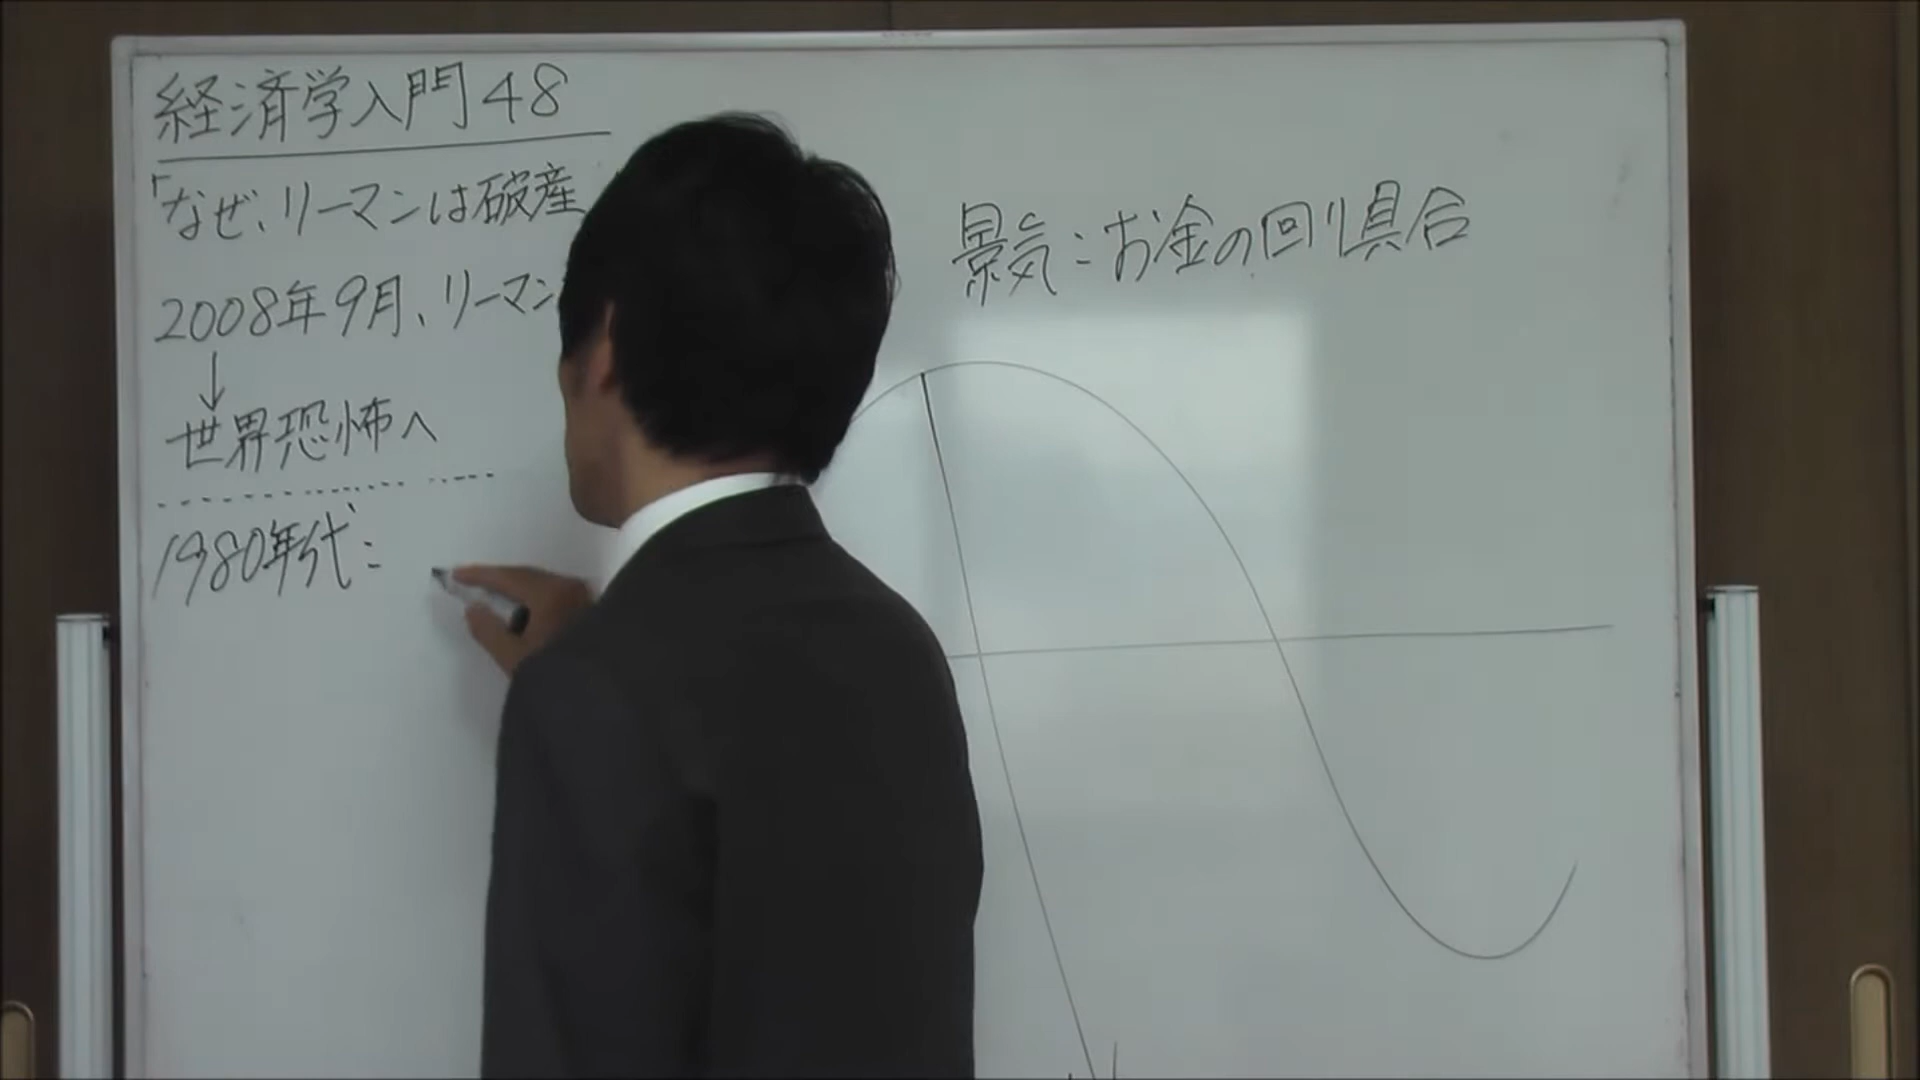 経済学入門48
「なぜ、リーマンは破産
2008年9月、リーマン
↓
世界恐怖へ
1980年代:
景気:お金の回り具合